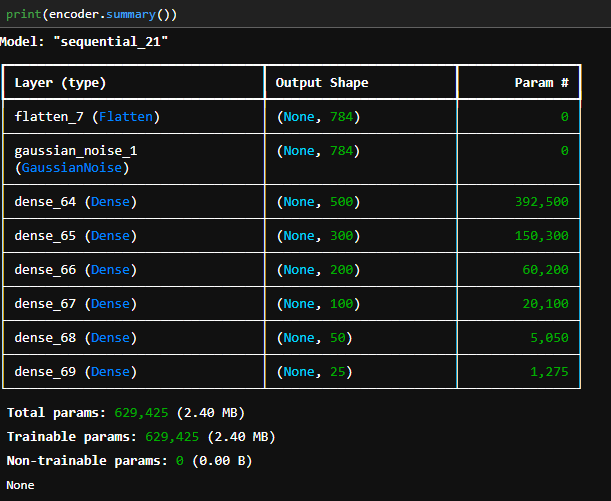 print(encoder.summary())
Model: "sequential_21"
Layer (type) Output Shape Param #
flatten_7 (Flatten) (None, 784) 0
gaussian_noise_1 (None, 784) 0
(GaussianNoise)
dense_64 (Dense) (None, 500) 392,500
dense_65 (Dense) (None, 300) 150,300
dense_66 (Dense) (None, 200) 60,200
dense_67 (Dense) (None, 100) 20,100
dense_68 (Dense) (None, 50) 5,050
dense_69 (Dense) (None, 25) 1,275
Total params: 629,425 (2.40 MB)
Trainable params: 629,425 (2.40 MB)
Non-trainable params: 0 (0.00 B)
None